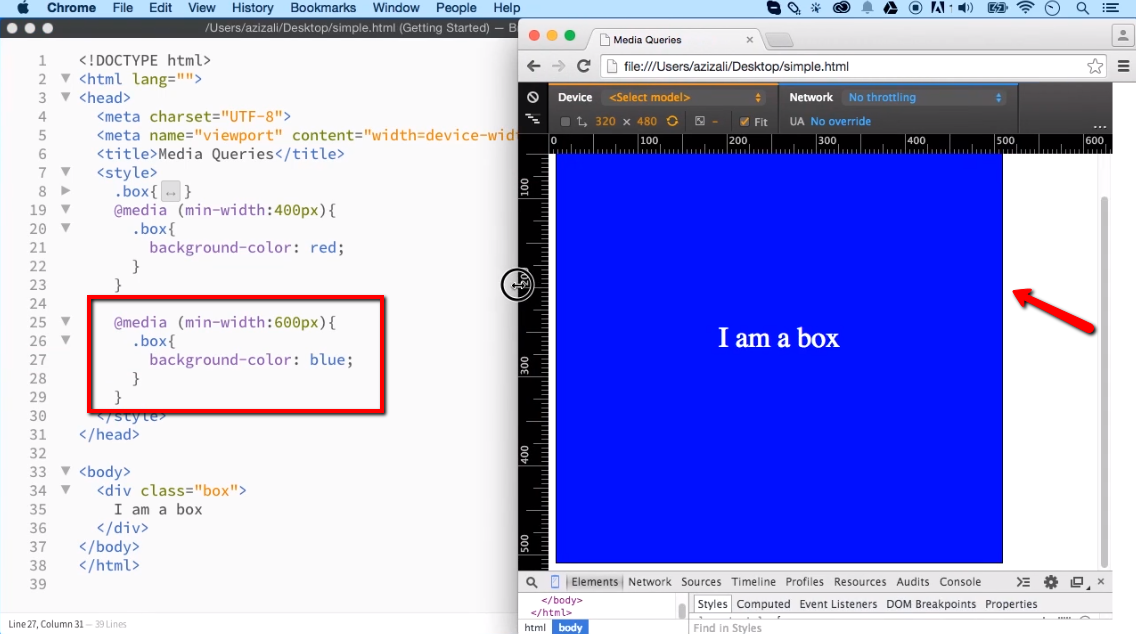 Chrome File Edit View History Bookmarks Window People Help
/Users/azizali/Desktop/simple.html (Getting Started) — B
1 <!DOCTYPE html>
2 <html lang="">
3 <head>
4 <meta charset="UTF-8">
5 <meta name="viewport" content="width=device-wid
6 <title>Media Queries</title>
7 <style>
8 .box{ ↔ }
19 @media (min-width:400px){
20 .box{
21 background-color: red;
22 }
23 }
24
25 @media (min-width:600px){
26 .box{
27 background-color: blue;
28 }
29 }
30 </style>
31 </head>
32
33 <body>
34 <div class="box">
35 I am a box
36 </div>
37 </body>
38 </html>
39
Line 27, Column 31 — 39 Lines
Media Queries
file:///Users/azizali/Desktop/simple.html
Device <Select model> Network No throttling
320 × 480 – Fit UA No override
...
0 100 200 300 400 500 600
100
200
300
400
500
I am a box
Elements Network Sources Timeline Profiles Resources Audits Console
</body>
</html>
html body
Styles Computed Event Listeners DOM Breakpoints Properties
Find in Styles